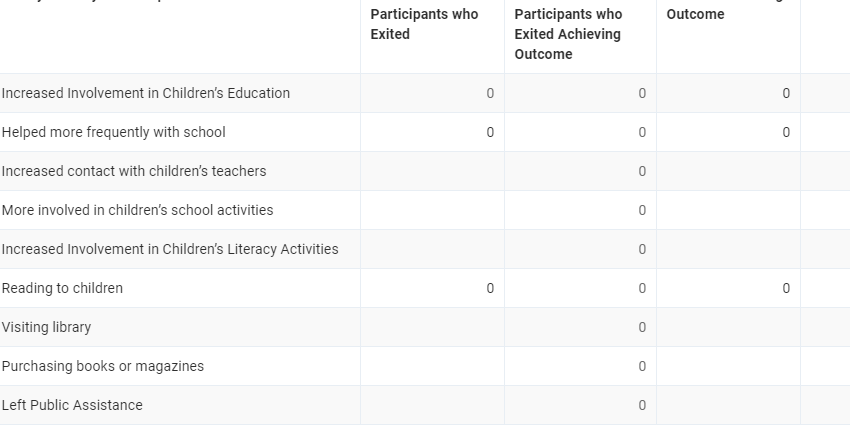 Participants who Exited
Participants who Exited Achieving Outcome
Outcome
Increased Involvement in Children’s Education 0 0 0
Helped more frequently with school 0 0 0
Increased contact with children’s teachers 0
More involved in children’s school activities 0
Increased Involvement in Children’s Literacy Activities 0
Reading to children 0 0 0
Visiting library 0
Purchasing books or magazines 0
Left Public Assistance 0